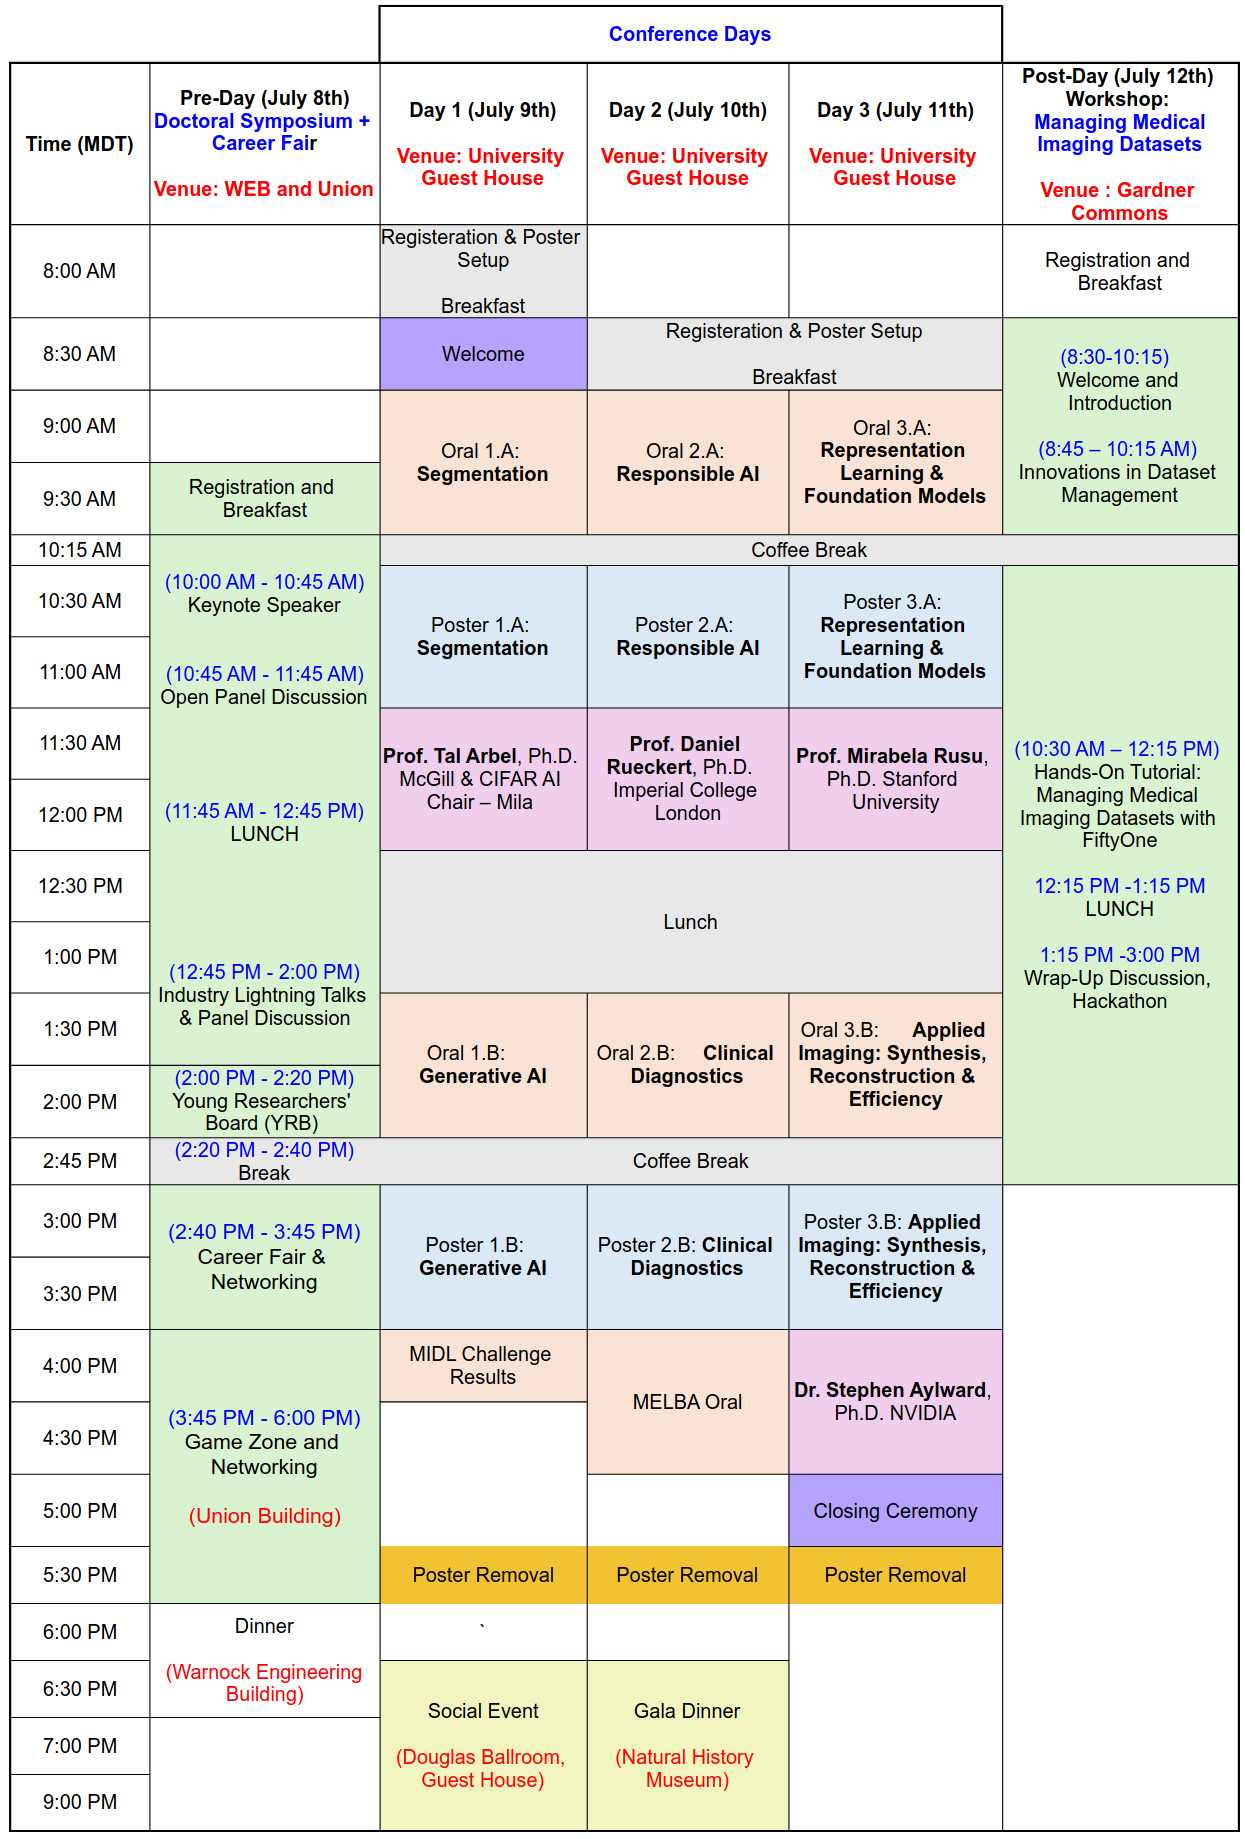 Conference Days
Time (MDT)
Pre-Day (July 8th)
Doctoral Symposium +
Career Fair
Venue: WEB and Union
Day 1 (July 9th)
Venue: University
Guest House
Day 2 (July 10th)
Venue: University
Guest House
Day 3 (July 11th)
Venue: University
Guest House
Post-Day (July 12th)
Workshop:
Managing Medical
Imaging Datasets
Venue : Gardner
Commons
8:00 AM
Registeration & Poster
Setup
Breakfast
Registration and
Breakfast
8:30 AM
Welcome
Registeration & Poster Setup
Breakfast
(8:30-10:15)
Welcome and
Introduction
(8:45 – 10:15 AM)
Innovations in Dataset
Management
9:00 AM
Oral 1.A:
Segmentation
Oral 2.A:
Responsible AI
Oral 3.A:
Representation
Learning &
Foundation Models
9:30 AM
Registration and
Breakfast
10:15 AM
Coffee Break
(10:00 AM - 10:45 AM)
Keynote Speaker
(10:45 AM - 11:45 AM)
Open Panel Discussion
(11:45 AM - 12:45 PM)
LUNCH
(12:45 PM - 2:00 PM)
Industry Lightning Talks
& Panel Discussion
10:30 AM
Poster 1.A:
Segmentation
Poster 2.A:
Responsible AI
Poster 3.A:
Representation
Learning &
Foundation Models
(10:30 AM – 12:15 PM)
Hands-On Tutorial:
Managing Medical
Imaging Datasets with
FiftyOne
12:15 PM -1:15 PM
LUNCH
1:15 PM -3:00 PM
Wrap-Up Discussion,
Hackathon
11:00 AM
11:30 AM
Prof. Tal Arbel, Ph.D.
McGill & CIFAR AI
Chair – Mila
Prof. Daniel
Rueckert, Ph.D.
Imperial College
London
Prof. Mirabela Rusu,
Ph.D. Stanford
University
12:00 PM
12:30 PM
Lunch
1:00 PM
1:30 PM
Oral 1.B:
Generative AI
Oral 2.B: Clinical
Diagnostics
Oral 3.B: Applied
Imaging: Synthesis,
Reconstruction &
Efficiency
2:00 PM
(2:00 PM - 2:20 PM)
Young Researchers'
Board (YRB)
2:45 PM
(2:20 PM - 2:40 PM)
Break
Coffee Break
3:00 PM
(2:40 PM - 3:45 PM)
Career Fair &
Networking
Poster 1.B:
Generative AI
Poster 2.B: Clinical
Diagnostics
Poster 3.B: Applied
Imaging: Synthesis,
Reconstruction &
Efficiency
3:30 PM
4:00 PM
(3:45 PM - 6:00 PM)
Game Zone and
Networking
(Union Building)
MIDL Challenge
Results
MELBA Oral
Dr. Stephen Aylward,
Ph.D. NVIDIA
4:30 PM
5:00 PM
Closing Ceremony
5:30 PM
Poster Removal
Poster Removal
Poster Removal
6:00 PM
Dinner
(Warnock Engineering
Building)
`
6:30 PM
Social Event
(Douglas Ballroom,
Guest House)
Gala Dinner
(Natural History
Museum)
7:00 PM
9:00 PM